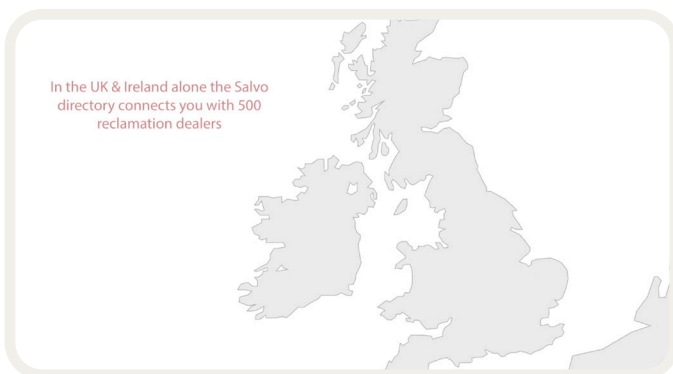 In the UK & Ireland alone the Salvo
directory connects you with 500
reclamation dealers